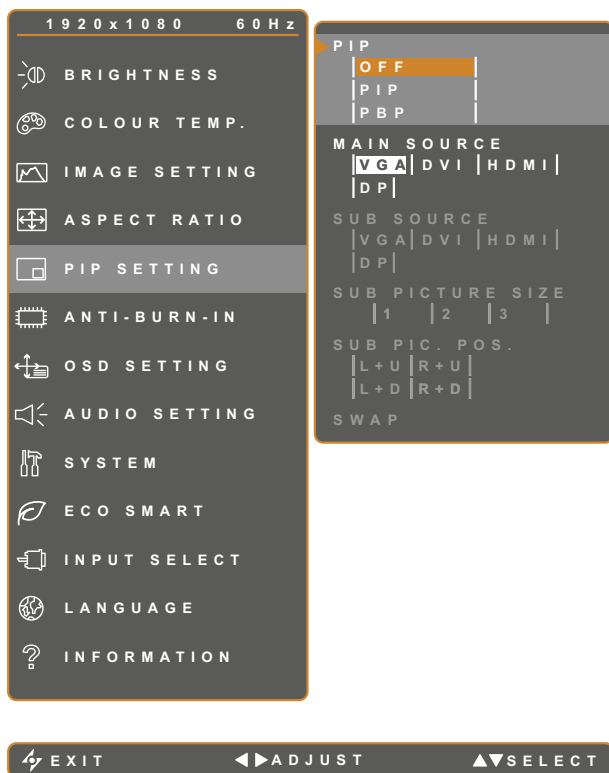 1920x1080 60Hz
BRIGHTNESS
COLOUR TEMP.
IMAGE SETTING
ASPECT RATIO
PIP SETTING
ANTI-BURN-IN
OSD SETTING
AUDIO SETTING
SYSTEM
ECO SMART
INPUT SELECT
LANGUAGE
INFORMATION
PIP
OFF
PIP
PBP
MAIN SOURCE
VGA DVI HDMI
DP
SUB SOURCE
VGA DVI HDMI
DP
SUB PICTURE SIZE
1 2 3
SUB PIC. POS.
L+U R+U
L+D R+D
SWAP
EXIT ADJUST SELECT